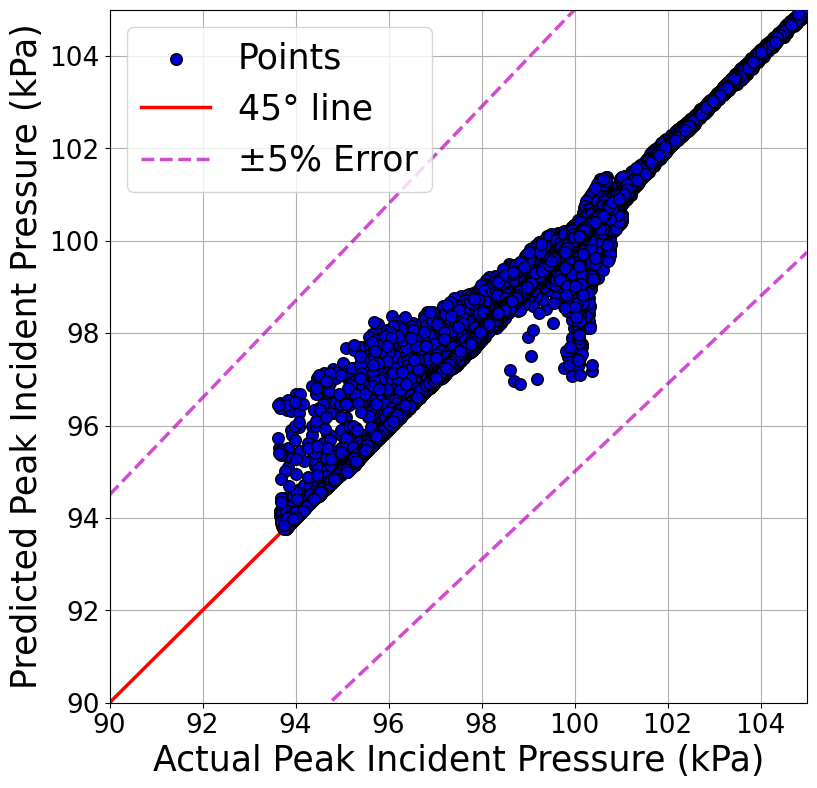 Predicted Peak Incident Pressure (kPa)
104
102
100
98
96
94
92
90
Points
45° line
±5% Error
90 92 94 96 98 100 102 104
Actual Peak Incident Pressure (kPa)